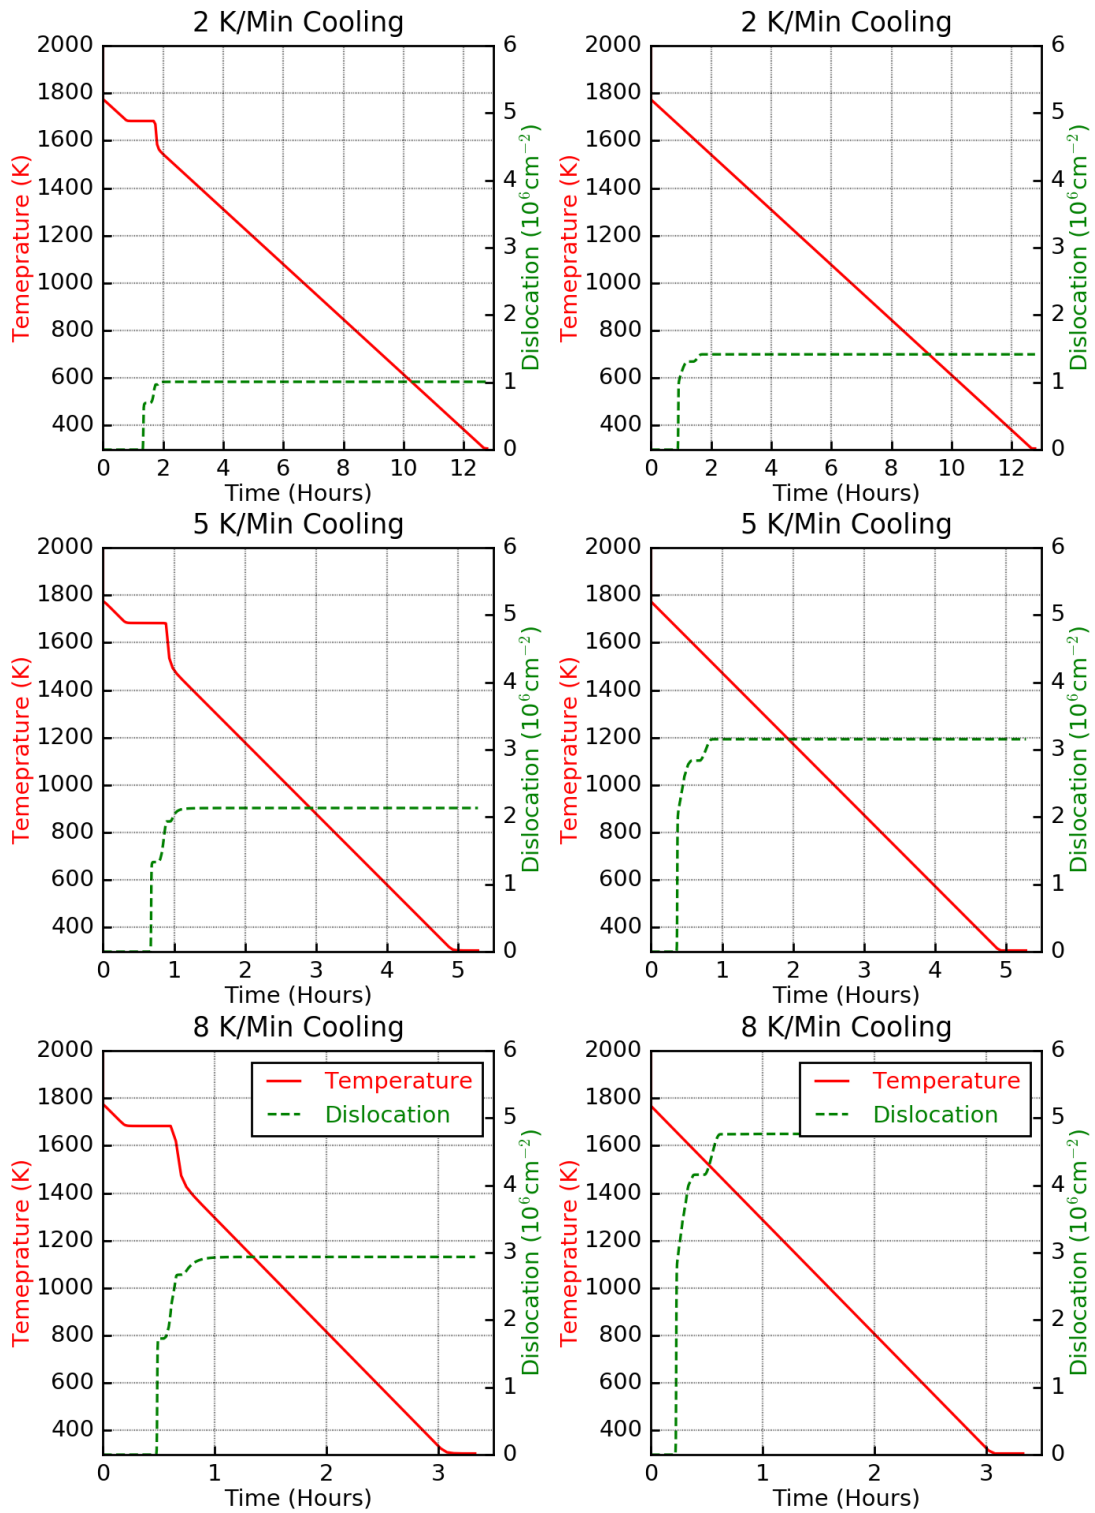 2 K/Min Cooling
2000
1800
1600
1400
1200
1000
800
600
400
Temeprature (K)
6
5
4
3
2
1
0
Dislocation (10⁶cm⁻²)
0 2 4 6 8 10 12
Time (Hours)
2 K/Min Cooling
2000
1800
1600
1400
1200
1000
800
600
400
Temeprature (K)
6
5
4
3
2
1
0
Dislocation (10⁶cm⁻²)
0 2 4 6 8 10 12
Time (Hours)
5 K/Min Cooling
2000
1800
1600
1400
1200
1000
800
600
400
Temeprature (K)
6
5
4
3
2
1
0
Dislocation (10⁶cm⁻²)
0 1 2 3 4 5
Time (Hours)
5 K/Min Cooling
2000
1800
1600
1400
1200
1000
800
600
400
Temeprature (K)
6
5
4
3
2
1
0
Dislocation (10⁶cm⁻²)
0 1 2 3 4 5
Time (Hours)
8 K/Min Cooling
2000
1800
1600
1400
1200
1000
800
600
400
Temeprature (K)
Temperature
Dislocation
6
5
4
3
2
1
0
Dislocation (10⁶cm⁻²)
0 1 2 3
Time (Hours)
8 K/Min Cooling
2000
1800
1600
1400
1200
1000
800
600
400
Temeprature (K)
Temperature
Dislocation
6
5
4
3
2
1
0
Dislocation (10⁶cm⁻²)
0 1 2 3
Time (Hours)